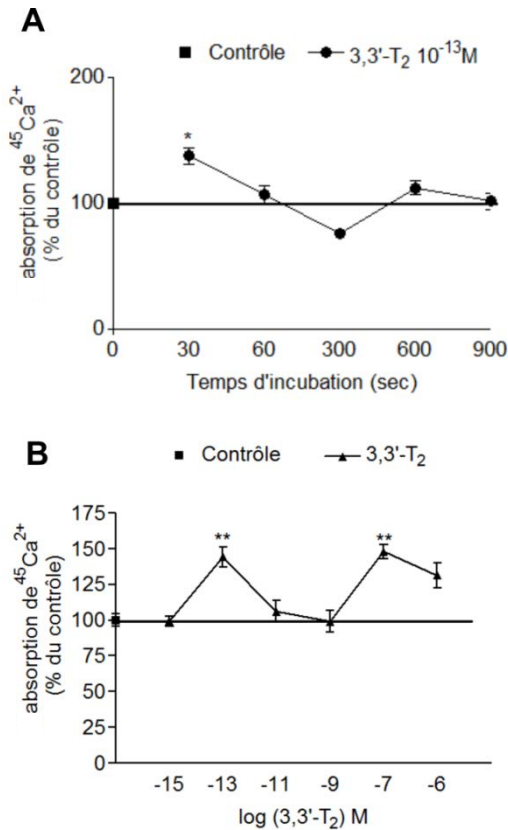 A
Contrôle 3,3'-T₂ 10⁻¹³M
absorption de ⁴⁵Ca²⁺
(% du contrôle)
200
100
0
*
0 30 60 300 600 900
Temps d'incubation (sec)
B
Contrôle 3,3'-T₂
absorption de ⁴⁵Ca²⁺
(% du contrôle)
175
150
125
100
75
50
25
0
** **
-15 -13 -11 -9 -7 -6
log (3,3'-T₂) M